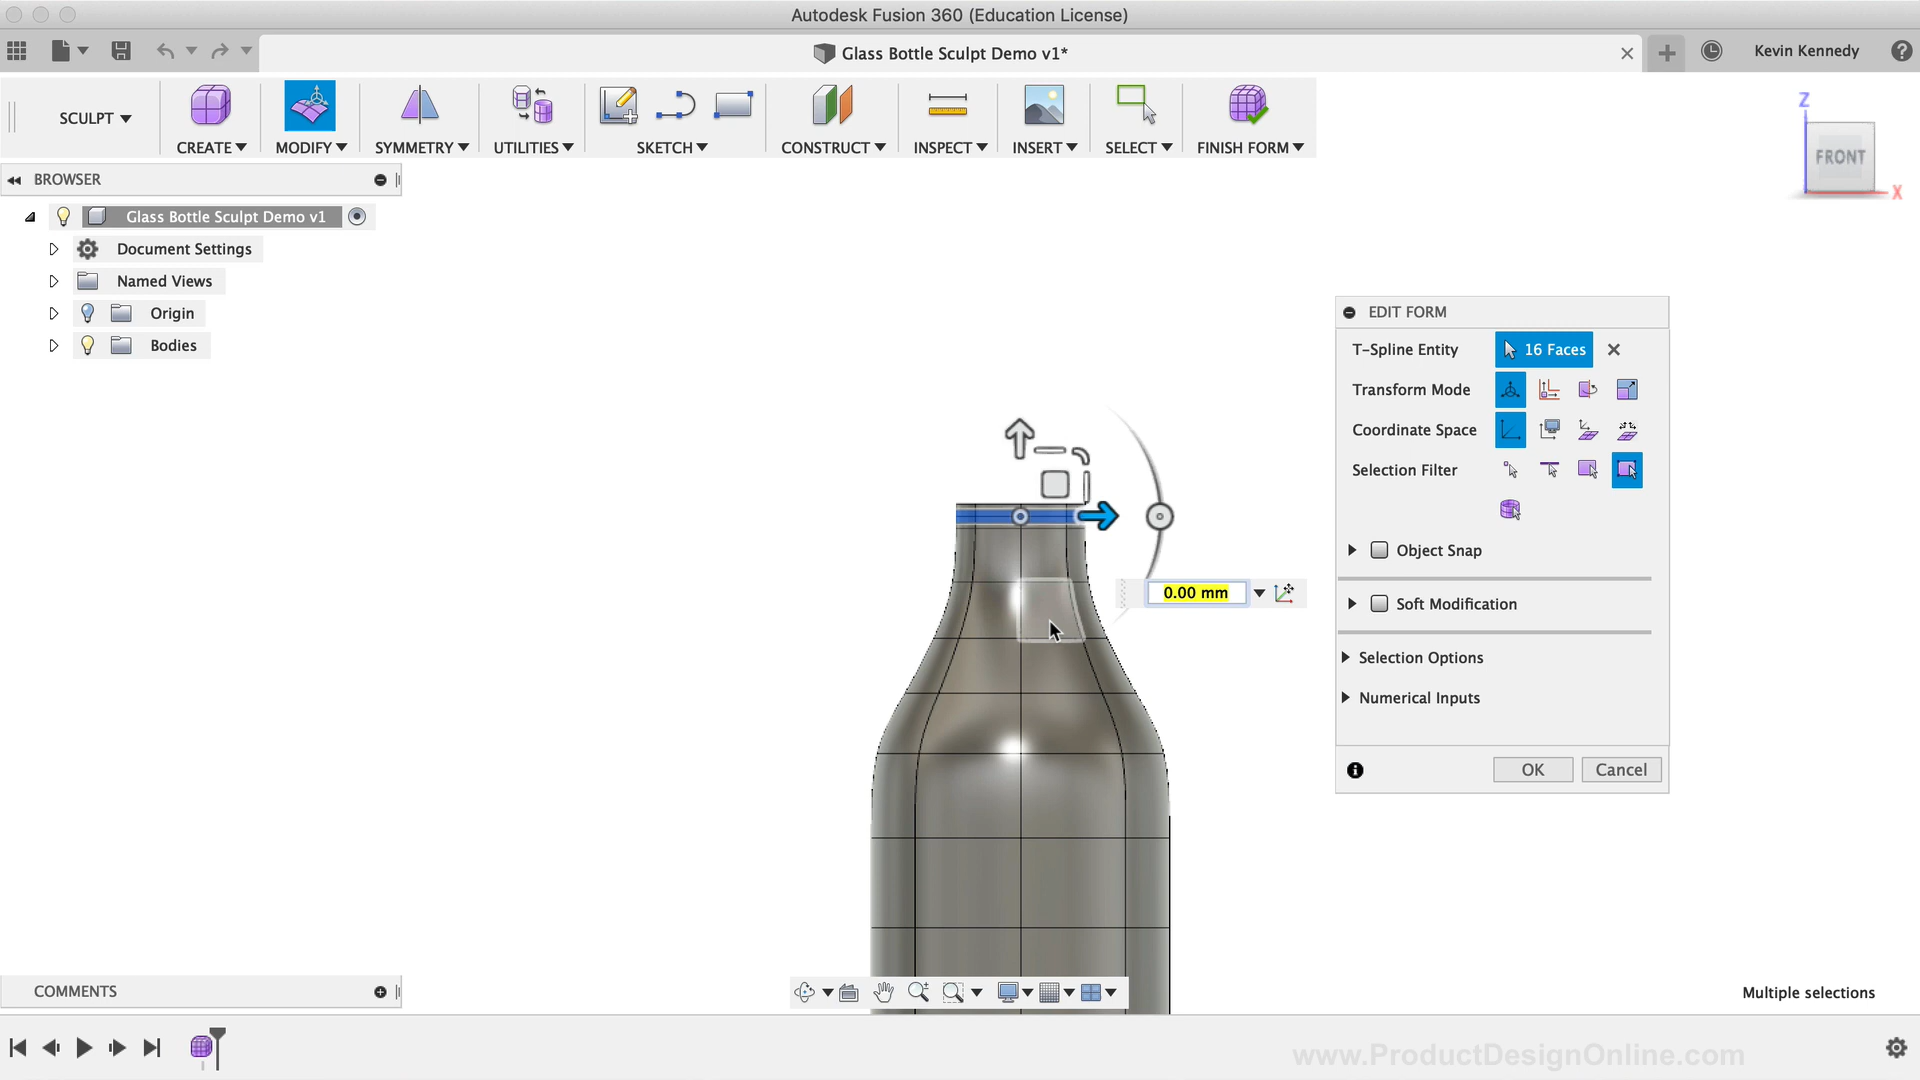 Autodesk Fusion 360 (Education License)
Glass Bottle Sculpt Demo v1*
Kevin Kennedy
SCULPT
CREATE
MODIFY
SYMMETRY
UTILITIES
SKETCH
CONSTRUCT
INSPECT
INSERT
SELECT
FINISH FORM
Z
FRONT
X
BROWSER
Glass Bottle Sculpt Demo v1
Document Settings
Named Views
Origin
Bodies
EDIT FORM
T-Spline Entity
16 Faces
Transform Mode
Coordinate Space
Selection Filter
Object Snap
0.00 mm
Soft Modification
Selection Options
Numerical Inputs
OK
Cancel
COMMENTS
Multiple selections
www.ProductDesignOnline.com